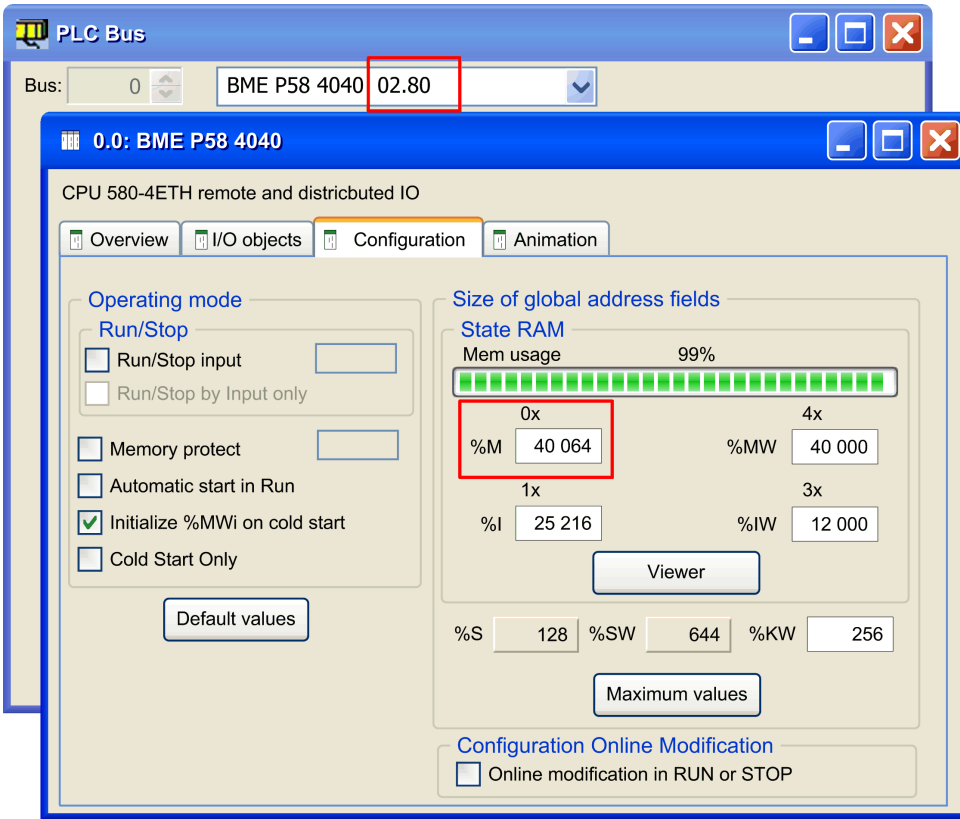 PLC Bus
Bus: 0 BME P58 4040 02.80
0.0: BME P58 4040
CPU 580-4ETH remote and districbuted IO
Overview I/O objects Configuration Animation
Operating mode
Run/Stop
Run/Stop input
Run/Stop by Input only
Memory protect
Automatic start in Run
Initialize %MWi on cold start
Cold Start Only
Default values
Size of global address fields
State RAM
Mem usage 99%
0x 4x
%M 40 064 %MW 40 000
1x 3x
%I 25 216 %IW 12 000
Viewer
%S 128 %SW 644 %KW 256
Maximum values
Configuration Online Modification
Online modification in RUN or STOP